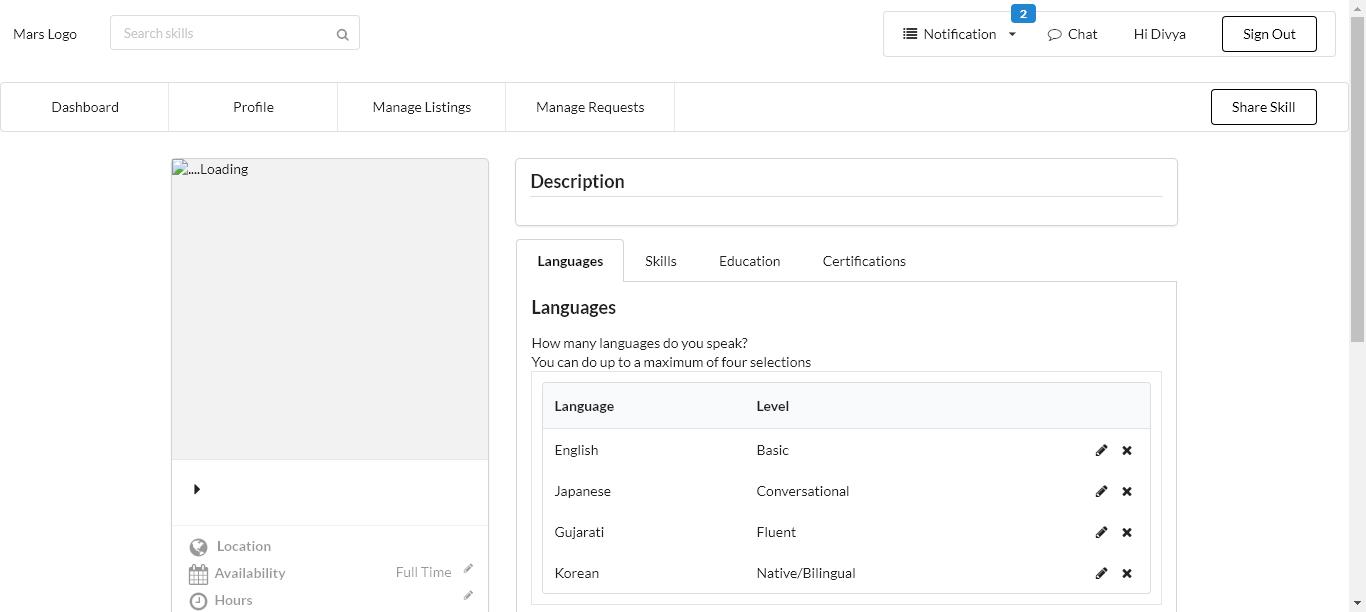 Mars Logo
Search skills
Notification
2
Chat
Hi Divya
Sign Out
Dashboard
Profile
Manage Listings
Manage Requests
Share Skill
....Loading
Description
Languages
Skills
Education
Certifications
Languages
How many languages do you speak?
You can do up to a maximum of four selections
Language Level
English Basic
Japanese Conversational
Gujarati Fluent
Korean Native/Bilingual
Location
Availability Full Time
Hours